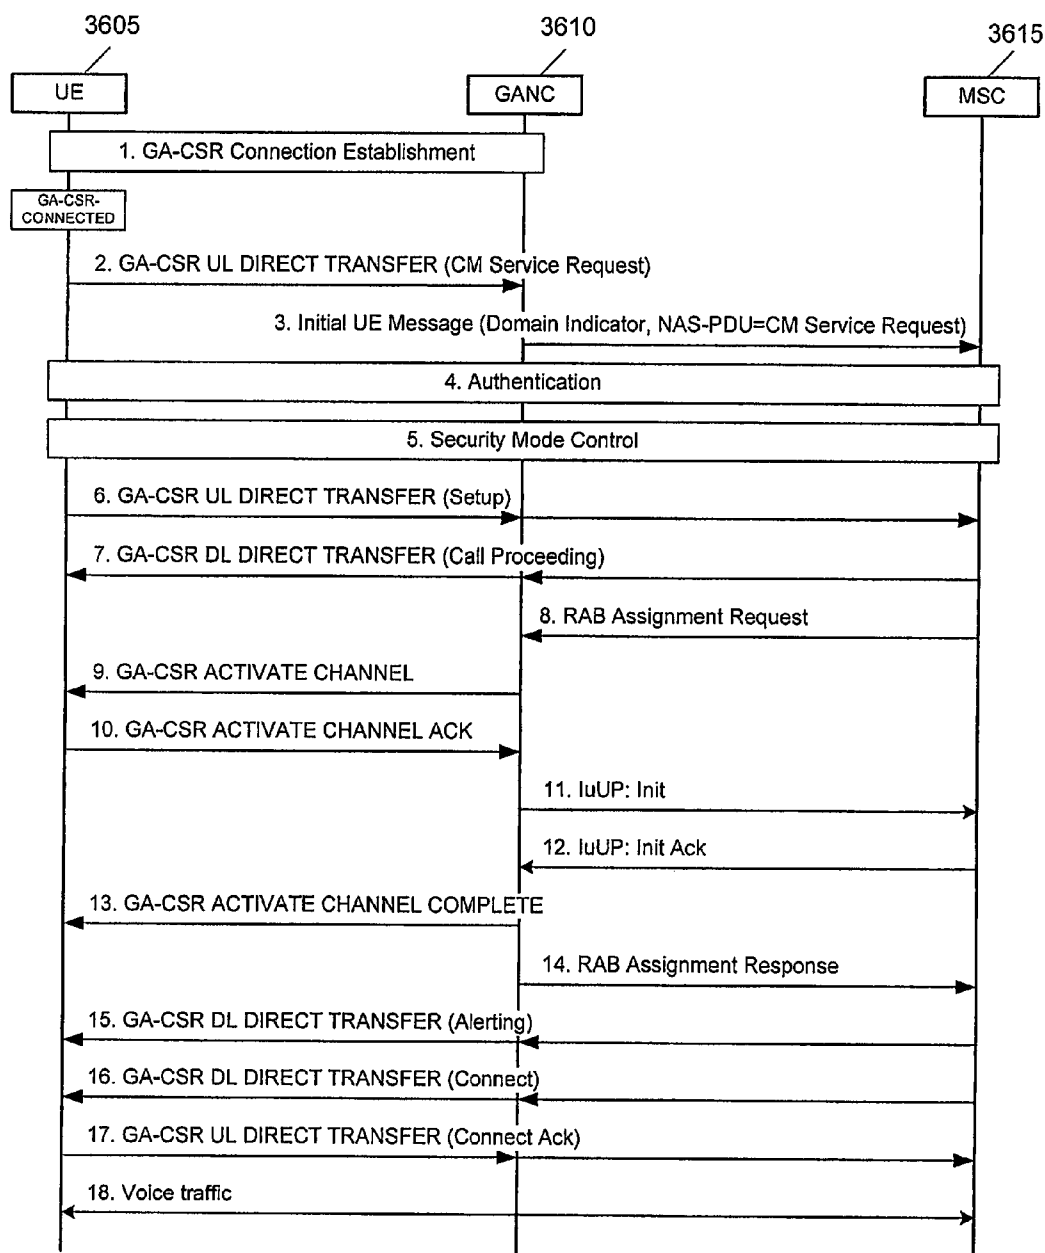 3605
3610
3615
UE
GANC
MSC
1. GA-CSR Connection Establishment
GA-CSR-
CONNECTED
2. GA-CSR UL DIRECT TRANSFER (CM Service Request)
3. Initial UE Message (Domain Indicator, NAS-PDU=CM Service Request)
4. Authentication
5. Security Mode Control
6. GA-CSR UL DIRECT TRANSFER (Setup)
7. GA-CSR DL DIRECT TRANSFER (Call Proceeding)
8. RAB Assignment Request
9. GA-CSR ACTIVATE CHANNEL
10. GA-CSR ACTIVATE CHANNEL ACK
11. IuUP: Init
12. IuUP: Init Ack
13. GA-CSR ACTIVATE CHANNEL COMPLETE
14. RAB Assignment Response
15. GA-CSR DL DIRECT TRANSFER (Alerting)
16. GA-CSR DL DIRECT TRANSFER (Connect)
17. GA-CSR UL DIRECT TRANSFER (Connect Ack)
18. Voice traffic